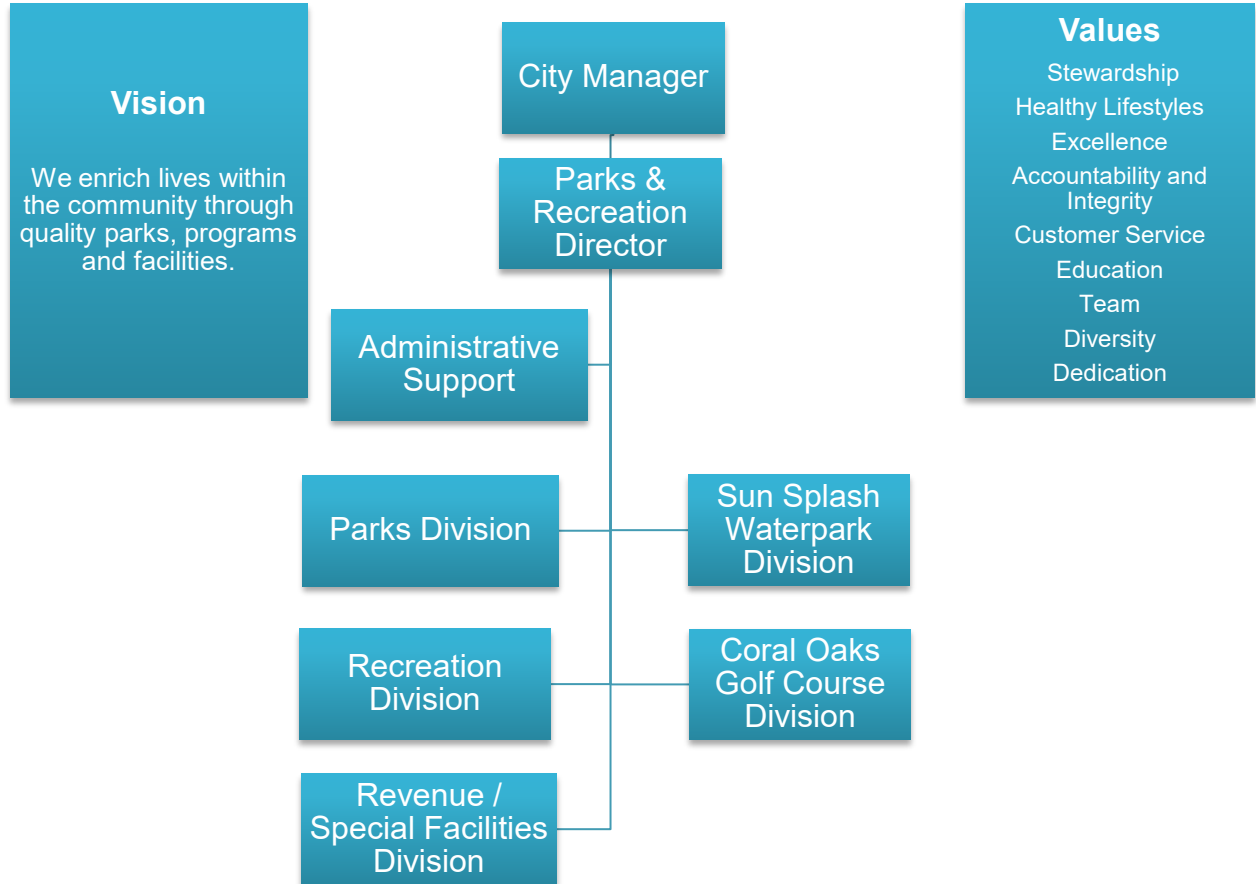 Vision
We enrich lives within
the community through
quality parks, programs
and facilities.
City Manager
Parks &
Recreation
Director
Values
Stewardship
Healthy Lifestyles
Excellence
Accountability and
Integrity
Customer Service
Education
Team
Diversity
Dedication
Administrative
Support
Parks Division
Sun Splash
Waterpark
Division
Recreation
Division
Coral Oaks
Golf Course
Division
Revenue /
Special Facilities
Division